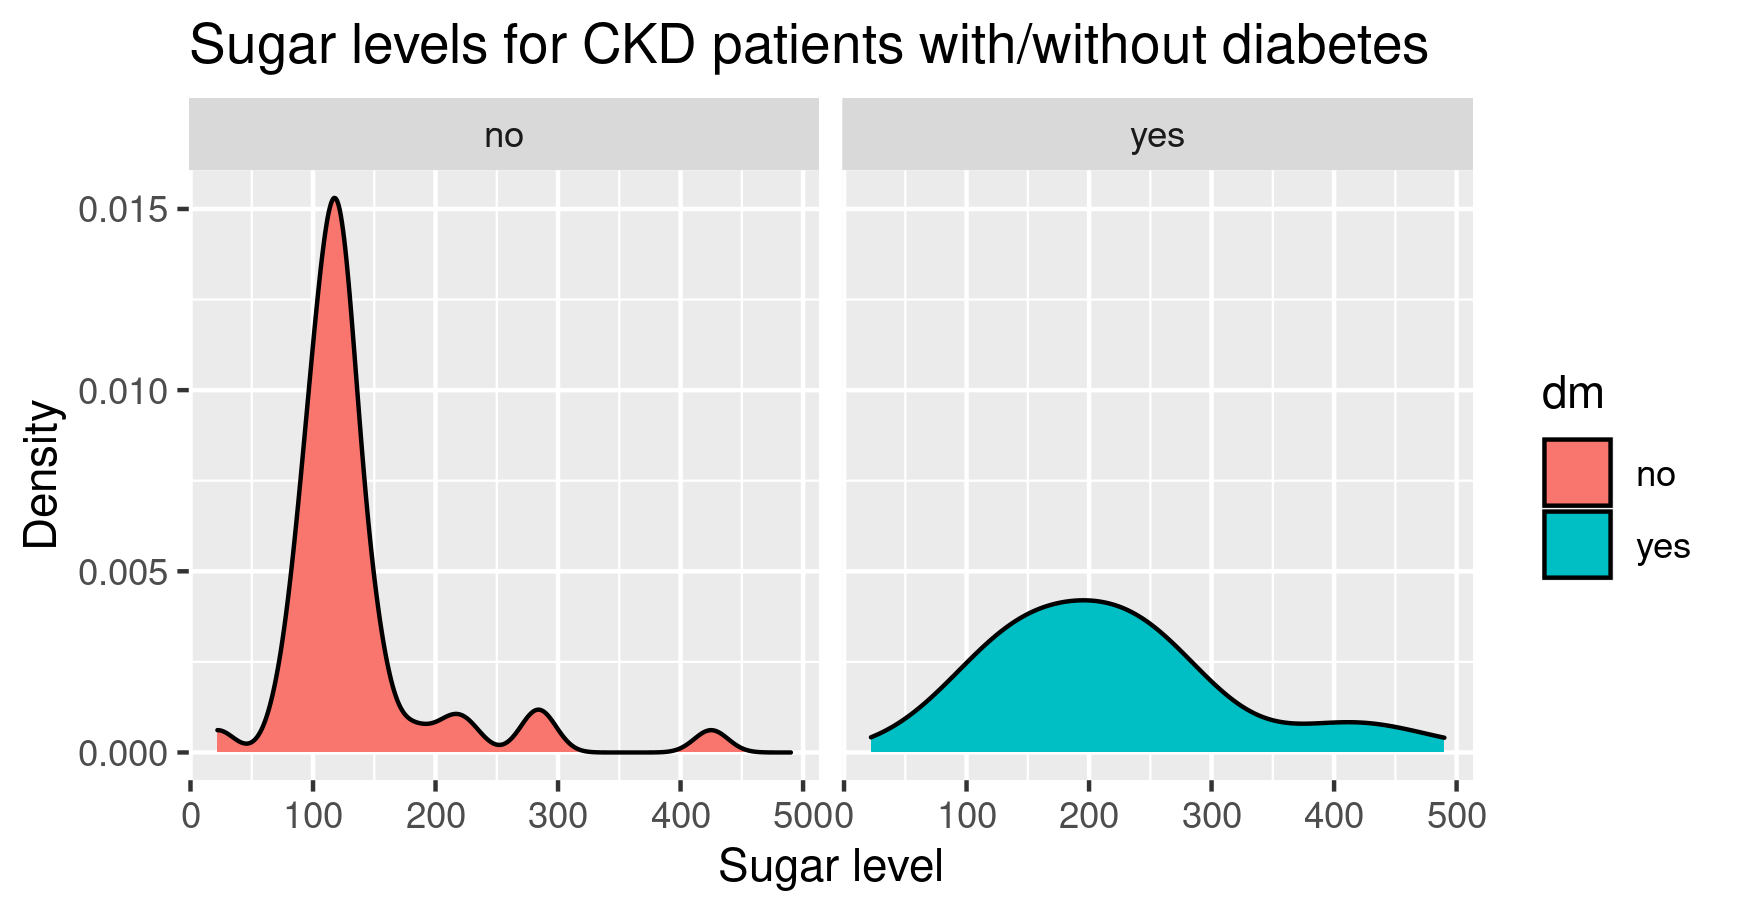 Sugar levels for CKD patients with/without diabetes
no
yes
0.015
0.010
0.005
0.000
Density
0 100 200 300 400 500
0 100 200 300 400 500
Sugar level
dm
no
yes